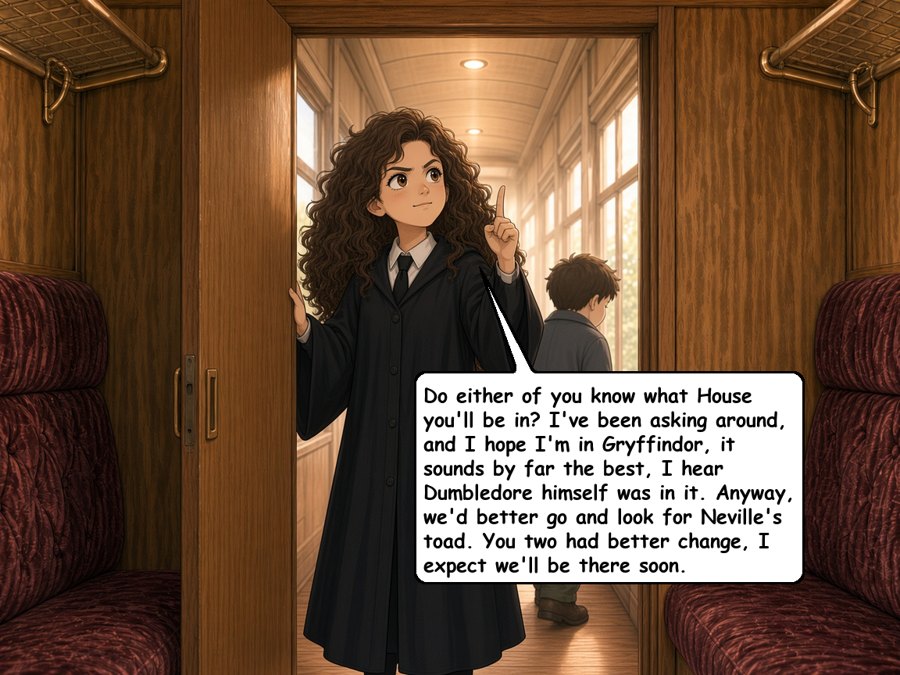 Do either of you know what House
you'll be in? I've been asking around,
and I hope I'm in Gryffindor, it
sounds by far the best, I hear
Dumbledore himself was in it. Anyway,
we'd better go and look for Neville's
toad. You two had better change, I
expect we'll be there soon.